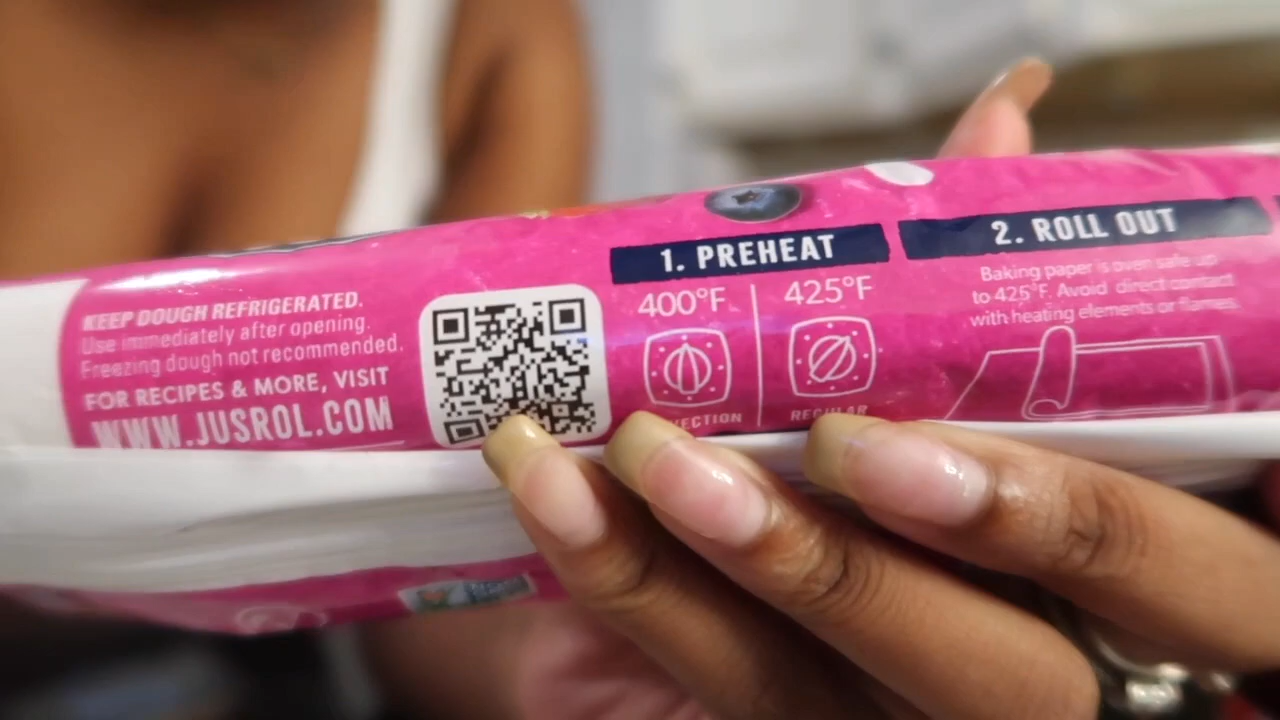 KEEP DOUGH REFRIGERATED.
Use immediately after opening.
Freezing dough not recommended.
FOR RECIPES & MORE, VISIT
WWW.JUSROL.COM
1. PREHEAT
400°F
425°F
REGULAR
2. ROLL OUT
Baking paper is oven safe up
to 425°F. Avoid direct contact
with heating elements or flames.